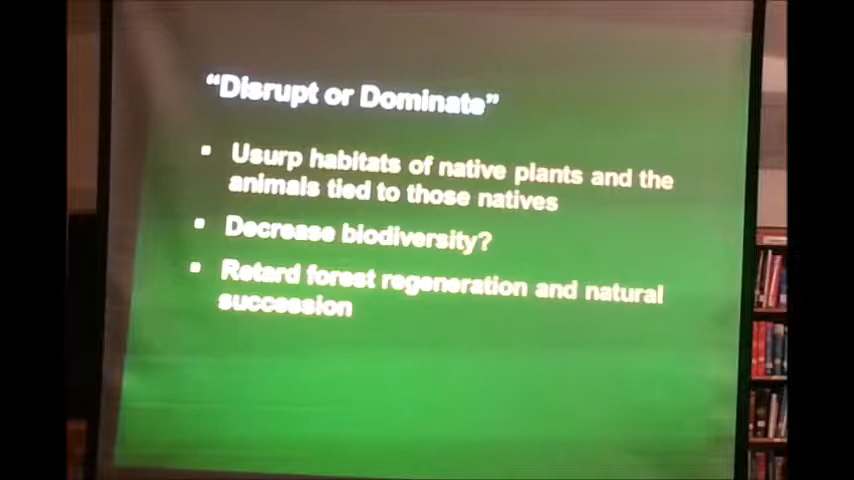 “Disrupt or Dominate”
▪ Usurp habitats of native plants and the
animals tied to those natives
▪ Decrease biodiversity?
▪ Retard forest regeneration and natural
succession